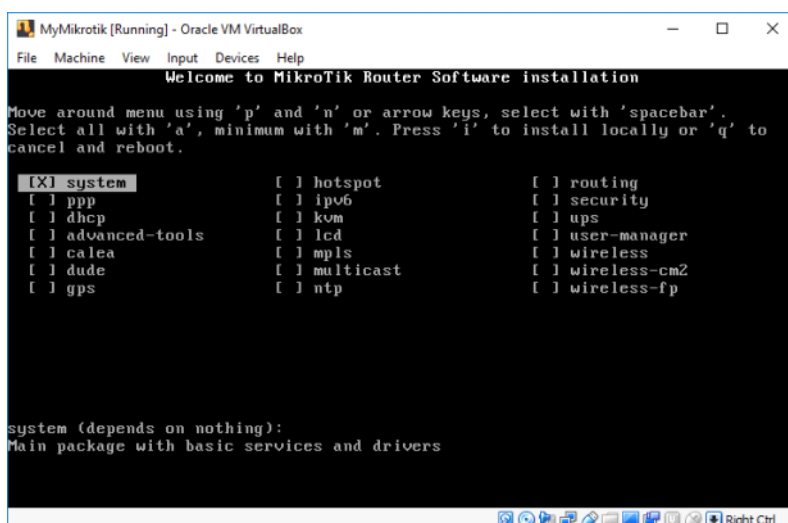 MyMikrotik [Running] - Oracle VM VirtualBox
File Machine View Input Devices Help
Welcome to MikroTik Router Software installation
Move around menu using 'p' and 'n' or arrow keys, select with 'spacebar'.
Select all with 'a', minimum with 'm'. Press 'i' to install locally or 'q' to
cancel and reboot.
[X] system [ ] hotspot [ ] routing
[ ] ppp [ ] ipv6 [ ] security
[ ] dhcp [ ] kvm [ ] ups
[ ] advanced-tools [ ] lcd [ ] user-manager
[ ] calea [ ] mpls [ ] wireless
[ ] dude [ ] multicast [ ] wireless-cm2
[ ] gps [ ] ntp [ ] wireless-fp
system (depends on nothing):
Main package with basic services and drivers
Right Ctrl